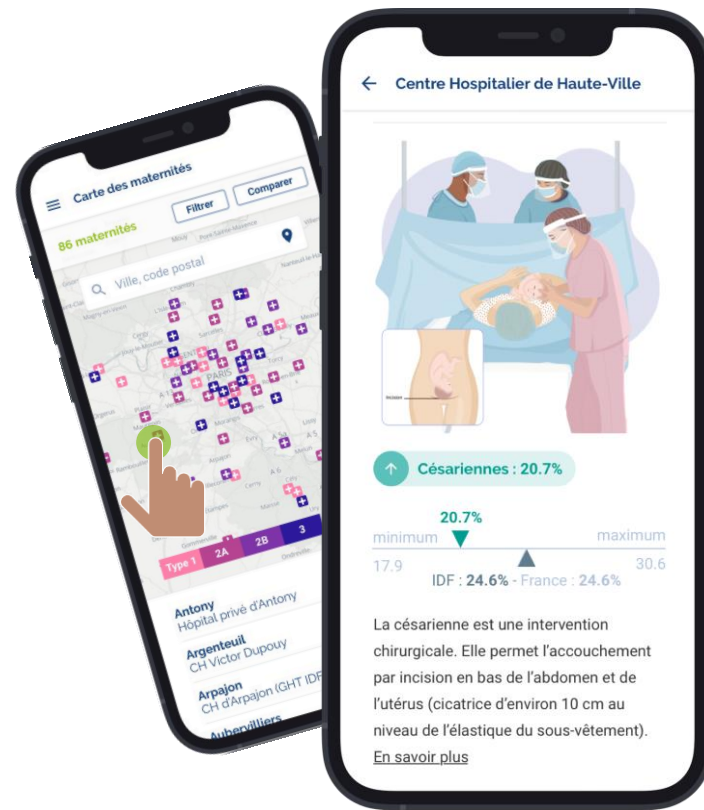 Carte des maternités
86 maternités
Filtrer
Comparer
Ville, code postal
PARIS
Type 1
2A
2B
3
Antony
Hôpital privé d'Antony
Argenteuil
CH Victor Dupouy
Arpajon
CH d'Arpajon (GHT IDF
Aubervilliers
Centre Hospitalier de Haute-Ville
Césariennes : 20.7%
20.7%
minimum
maximum
17.9
30.6
IDF : 24.6% - France : 24.6%
La césarienne est une intervention
chirurgicale. Elle permet l'accouchement
par incision en bas de l'abdomen et de
l'utérus (cicatrice d'environ 10 cm au
niveau de l'élastique du sous-vêtement).
En savoir plus